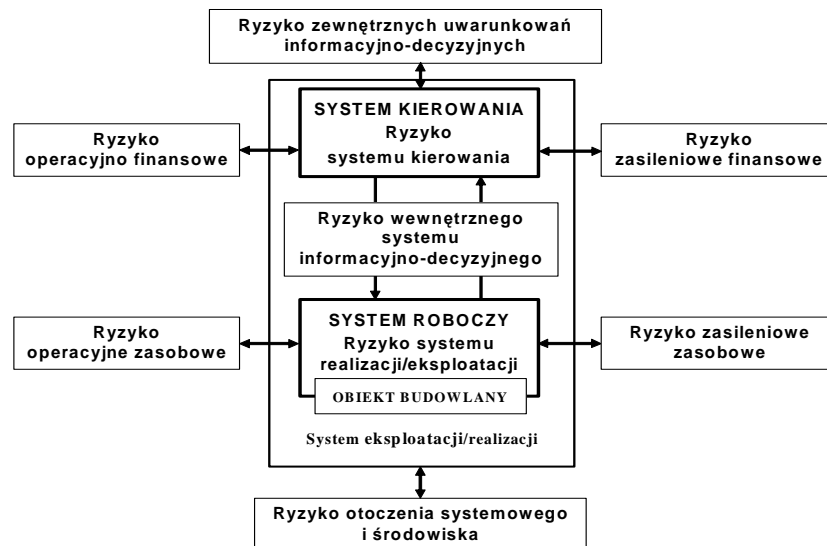 Ryzyko zewnętrznych uwarunkowań
informacyjno-decyzyjnych
SYSTEM KIEROWANIA
Ryzyko
systemu kierowania
Ryzyko
operacyjno finansowe
Ryzyko
zasileniowe finansowe
Ryzyko wewnętrznego
systemu
informacyjno-decyzyjnego
SYSTEM ROBOCZY
Ryzyko systemu
realizacji/eksploatacji
OBIEKT BUDOWLANY
Ryzyko
operacyjne zasobowe
Ryzyko zasileniowe
zasobowe
System eksploatacji/realizacji
Ryzyko otoczenia systemowego
i środowiska